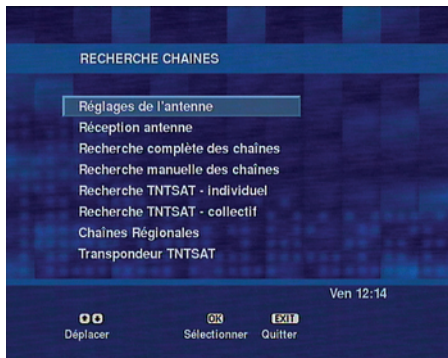 RECHERCHE CHAINES
Réglages de l'antenne
Réception antenne
Recherche complète des chaînes
Recherche manuelle des chaînes
Recherche TNTSAT - individuel
Recherche TNTSAT - collectif
Chaînes Régionales
Transpondeur TNTSAT
Ven 12:14
OK EXIT
Déplacer Sélectionner Quitter